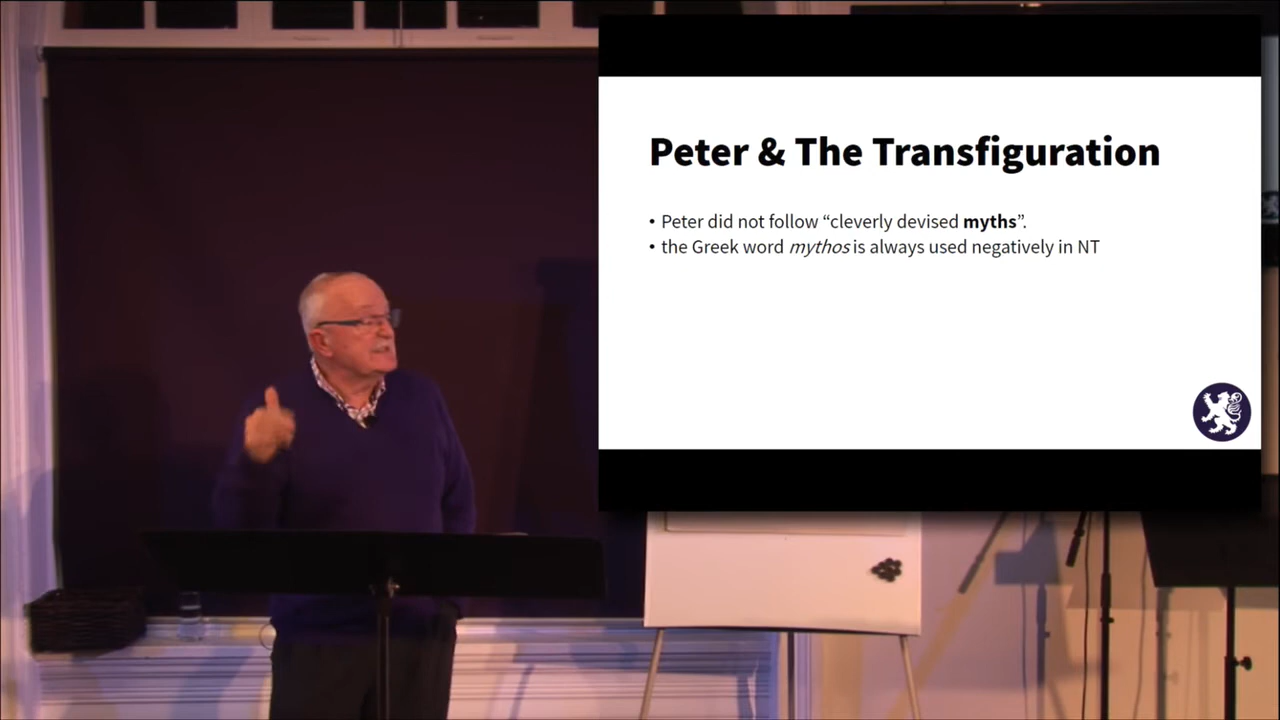 Peter & The Transfiguration
• Peter did not follow “cleverly devised myths”.
• the Greek word mythos is always used negatively in NT